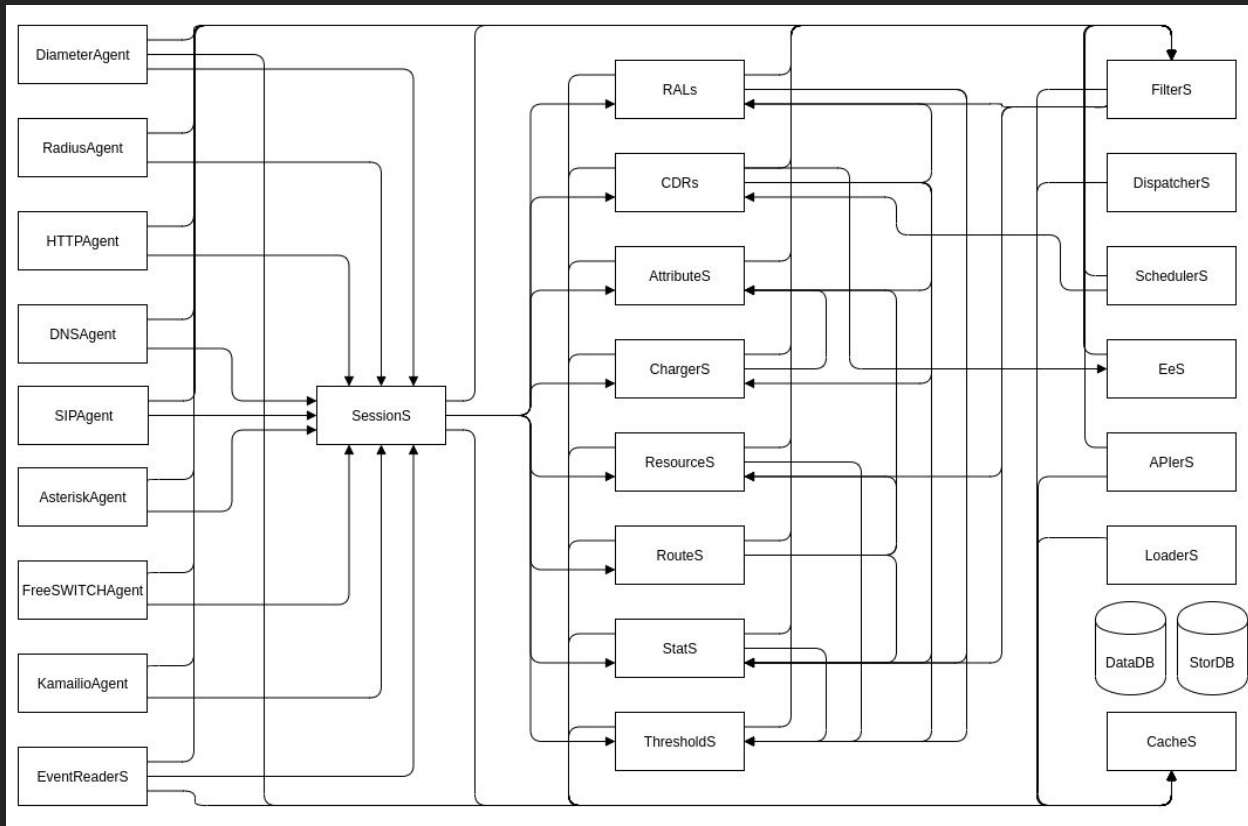 DiameterAgent
RadiusAgent
HTTPAgent
DNSAgent
SIPAgent
AsteriskAgent
FreeSWITCHAgent
KamailioAgent
EventReaderS
SessionS
RALs
CDRs
AttributeS
ChargerS
ResourceS
RouteS
StatS
ThresholdS
FilterS
DispatcherS
SchedulerS
EeS
APIerS
LoaderS
DataDB
StorDB
CacheS